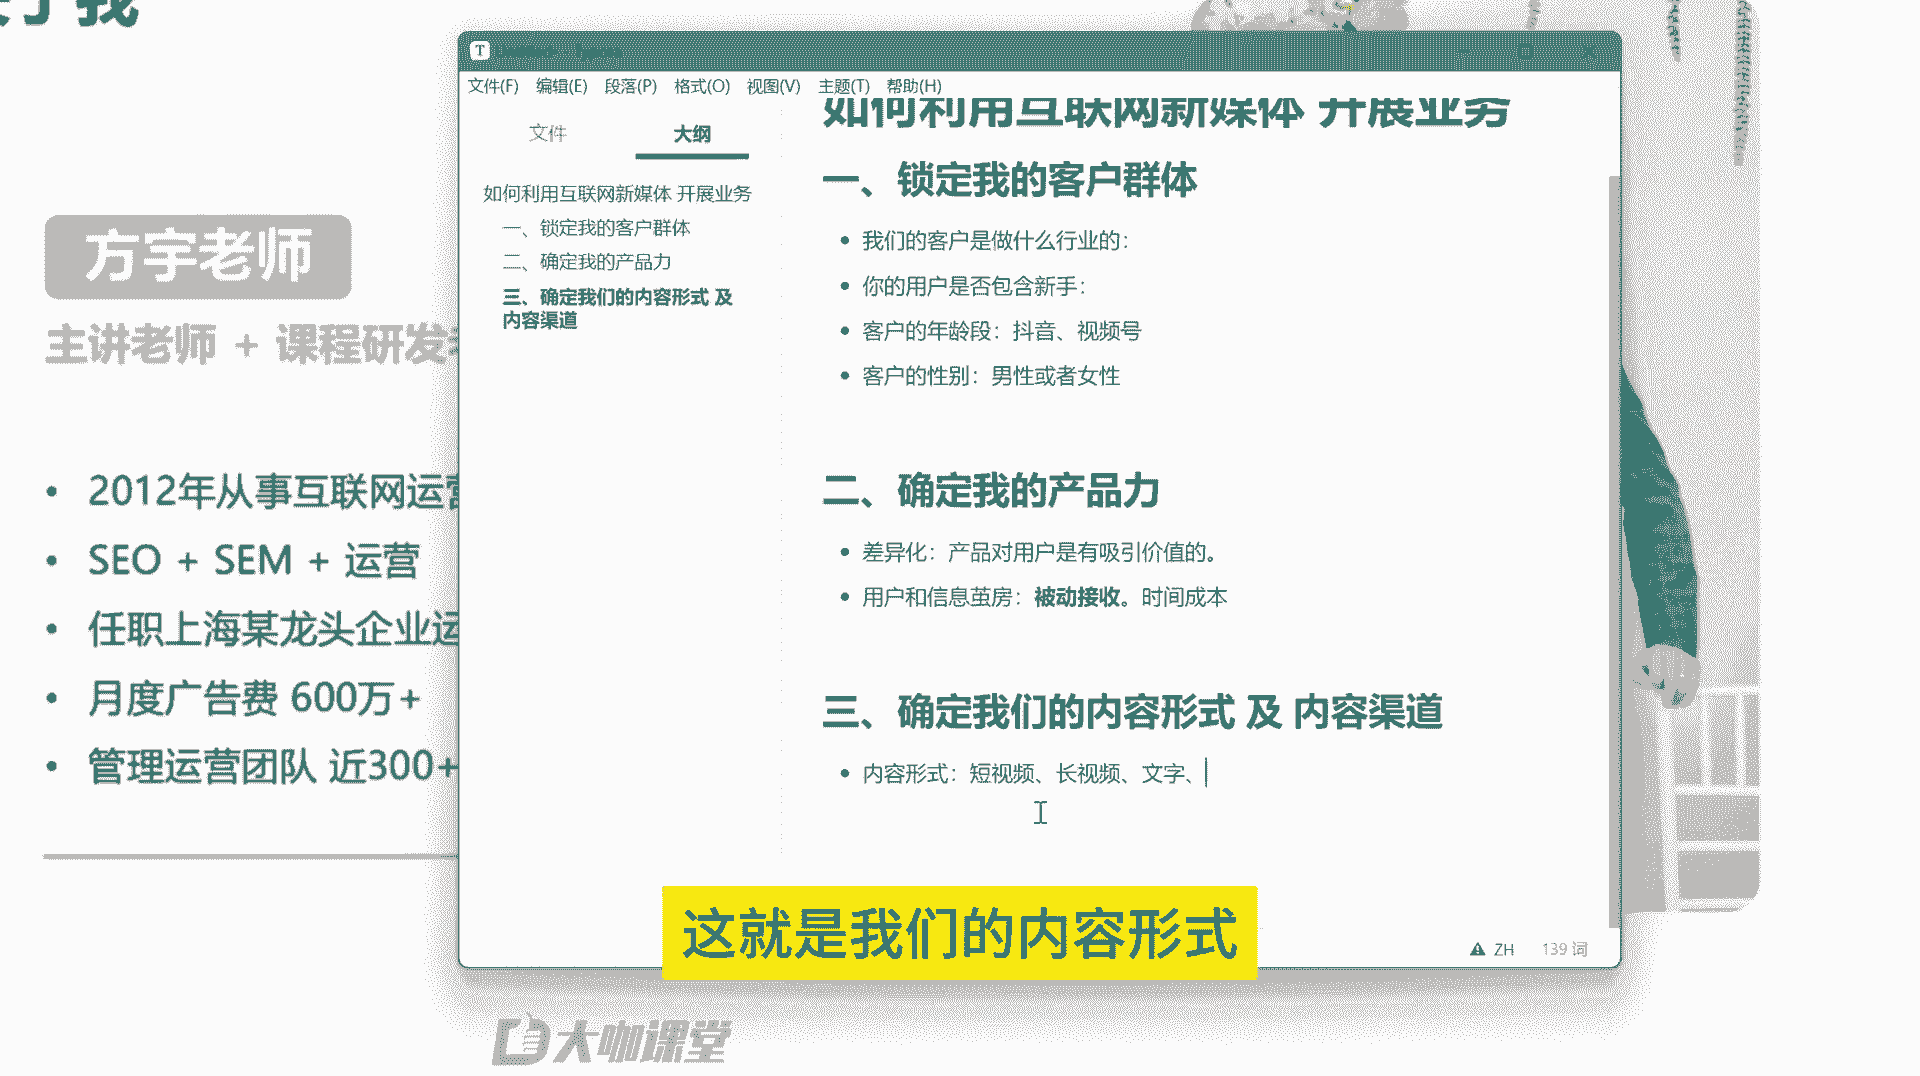 方宇老师
主讲老师 + 课程研发
• 2012年从事互联网运营
• SEO + SEM + 运营
• 任职上海某龙头企业运
• 月度广告费 600万+
• 管理运营团队 近300+
T
文件(F) 编辑(E) 段落(P) 格式(O) 视图(V) 主题(T) 帮助(H)
文件 大纲
如何利用互联网新媒体 开展业务
一、锁定我的客户群体
二、确定我的产品力
三、确定我们的内容形式 及
内容渠道
如何利用互联网新媒体 开展业务
一、锁定我的客户群体
• 我们的客户是做什么行业的：
• 你的用户是否包含新手：
• 客户的年龄段：抖音、视频号
• 客户的性别：男性或者女性
二、确定我的产品力
• 差异化：产品对用户是有吸引价值的。
• 用户和信息茧房：被动接收。时间成本
三、确定我们的内容形式 及 内容渠道
• 内容形式：短视频、长视频、文字、
ZH 139 词
这就是我们的内容形式
大咖课堂